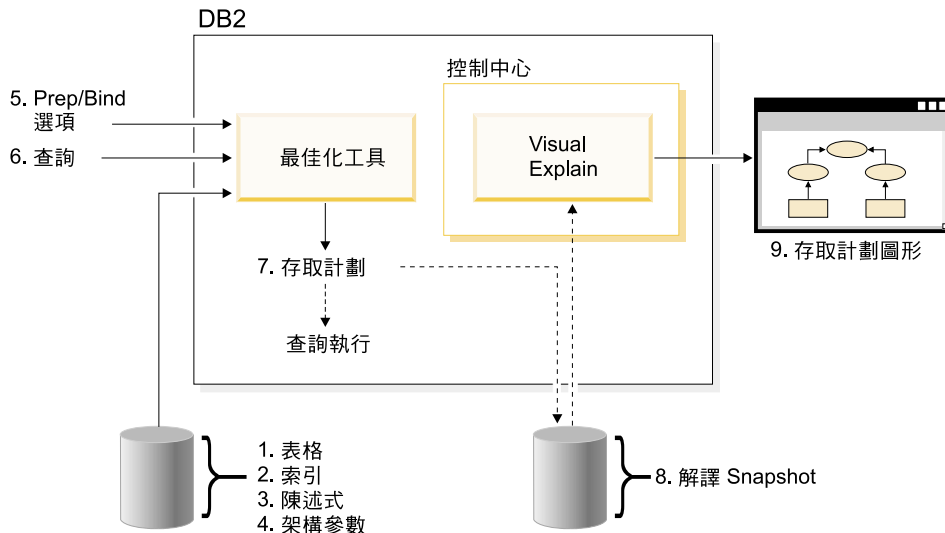 DB2
控制中心
5. Prep/Bind
選項
6. 查詢
最佳化工具
Visual
Explain
7. 存取計劃
查詢執行
9. 存取計劃圖形
1. 表格
2. 索引
3. 陳述式
4. 架構參數
8. 解譯 Snapshot